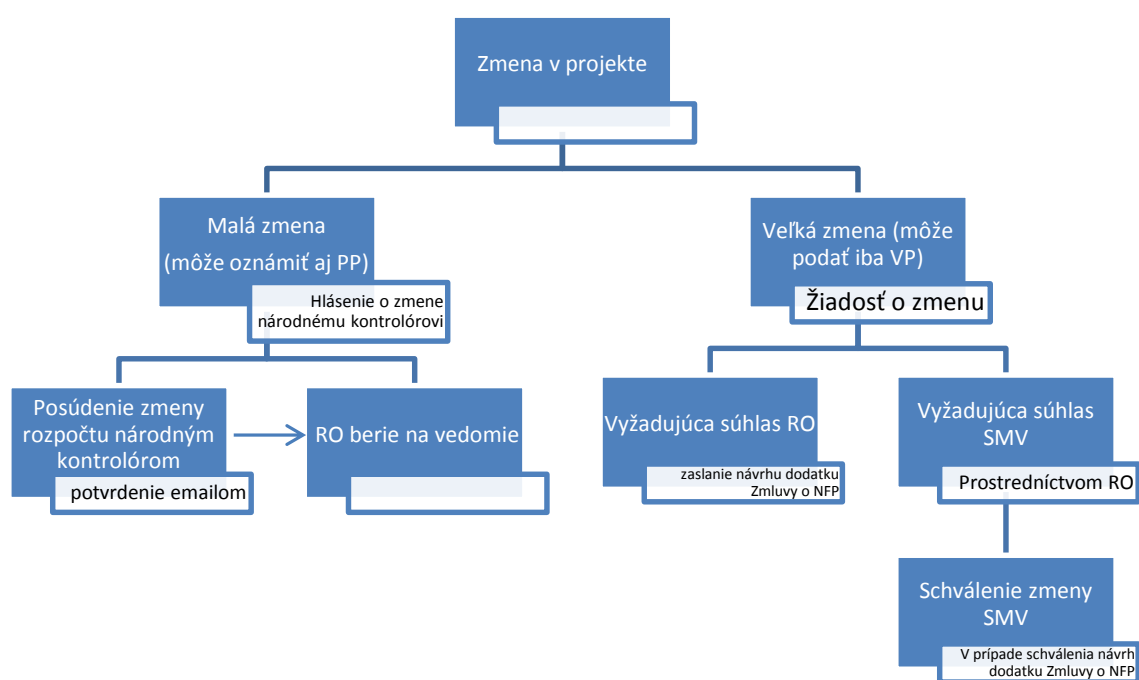 Zmena v projekte
Malá zmena
(môže oznámiť aj PP)
Hlásenie o zmene
národnému kontrolórovi
Veľká zmena (môže
podať iba VP)
Žiadosť o zmenu
Posúdenie zmeny
rozpočtu národným
kontrolórom
potvrdenie emailom
RO berie na vedomie
Vyžadujúca súhlas RO
zaslanie návrhu dodatku
Zmluvy o NFP
Vyžadujúca súhlas
SMV
Prostredníctvom RO
Schválenie zmeny
SMV
V prípade schválenia návrh
dodatku Zmluvy o NFP